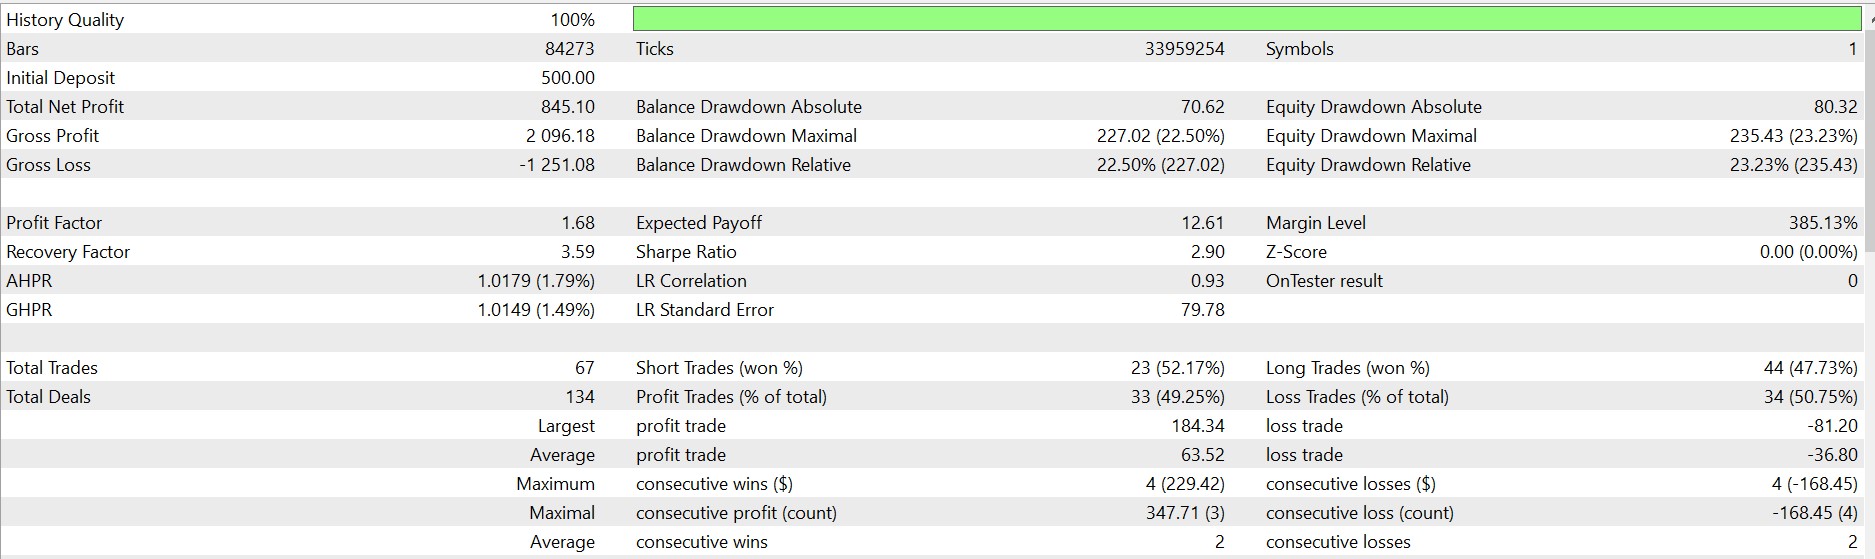 History Quality 100%
Bars 84273 Ticks 33959254 Symbols 1
Initial Deposit 500.00
Total Net Profit 845.10 Balance Drawdown Absolute 70.62 Equity Drawdown Absolute 80.32
Gross Profit 2 096.18 Balance Drawdown Maximal 227.02 (22.50%) Equity Drawdown Maximal 235.43 (23.23%)
Gross Loss -1 251.08 Balance Drawdown Relative 22.50% (227.02) Equity Drawdown Relative 23.23% (235.43)
Profit Factor 1.68 Expected Payoff 12.61 Margin Level 385.13%
Recovery Factor 3.59 Sharpe Ratio 2.90 Z-Score 0.00 (0.00%)
AHPR 1.0179 (1.79%) LR Correlation 0.93 OnTester result 0
GHPR 1.0149 (1.49%) LR Standard Error 79.78
Total Trades 67 Short Trades (won %) 23 (52.17%) Long Trades (won %) 44 (47.73%)
Total Deals 134 Profit Trades (% of total) 33 (49.25%) Loss Trades (% of total) 34 (50.75%)
Largest profit trade 184.34 loss trade -81.20
Average profit trade 63.52 loss trade -36.80
Maximum consecutive wins ($) 4 (229.42) consecutive losses ($) 4 (-168.45)
Maximal consecutive profit (count) 347.71 (3) consecutive loss (count) -168.45 (4)
Average consecutive wins 2 consecutive losses 2